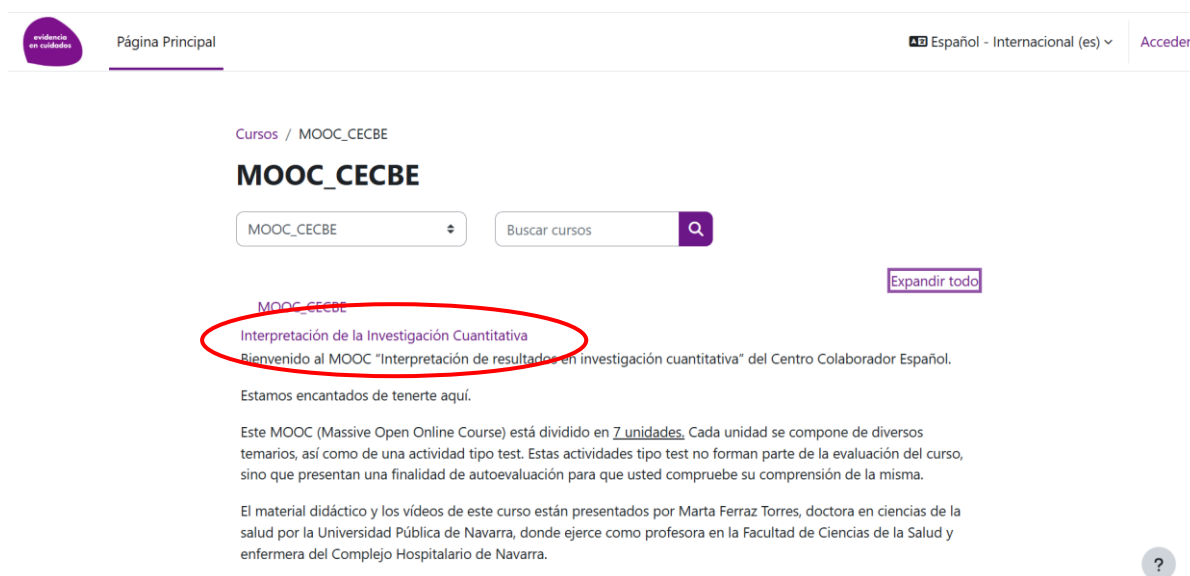 evidencia
en cuidados
Página Principal
Español - Internacional (es)
Acceder
Cursos / MOOC_CECBE
MOOC_CECBE
MOOC_CECBE
Buscar cursos
Expandir todo
MOOC_CECBE
Interpretación de la Investigación Cuantitativa
Bienvenido al MOOC “Interpretación de resultados en investigación cuantitativa” del Centro Colaborador Español.
Estamos encantados de tenerte aquí.
Este MOOC (Massive Open Online Course) está dividido en 7 unidades. Cada unidad se compone de diversos
temarios, así como de una actividad tipo test. Estas actividades tipo test no forman parte de la evaluación del curso,
sino que presentan una finalidad de autoevaluación para que usted compruebe su comprensión de la misma.
El material didáctico y los vídeos de este curso están presentados por Marta Ferraz Torres, doctora en ciencias de la
salud por la Universidad Pública de Navarra, donde ejerce como profesora en la Facultad de Ciencias de la Salud y
enfermera del Complejo Hospitalario de Navarra.
?